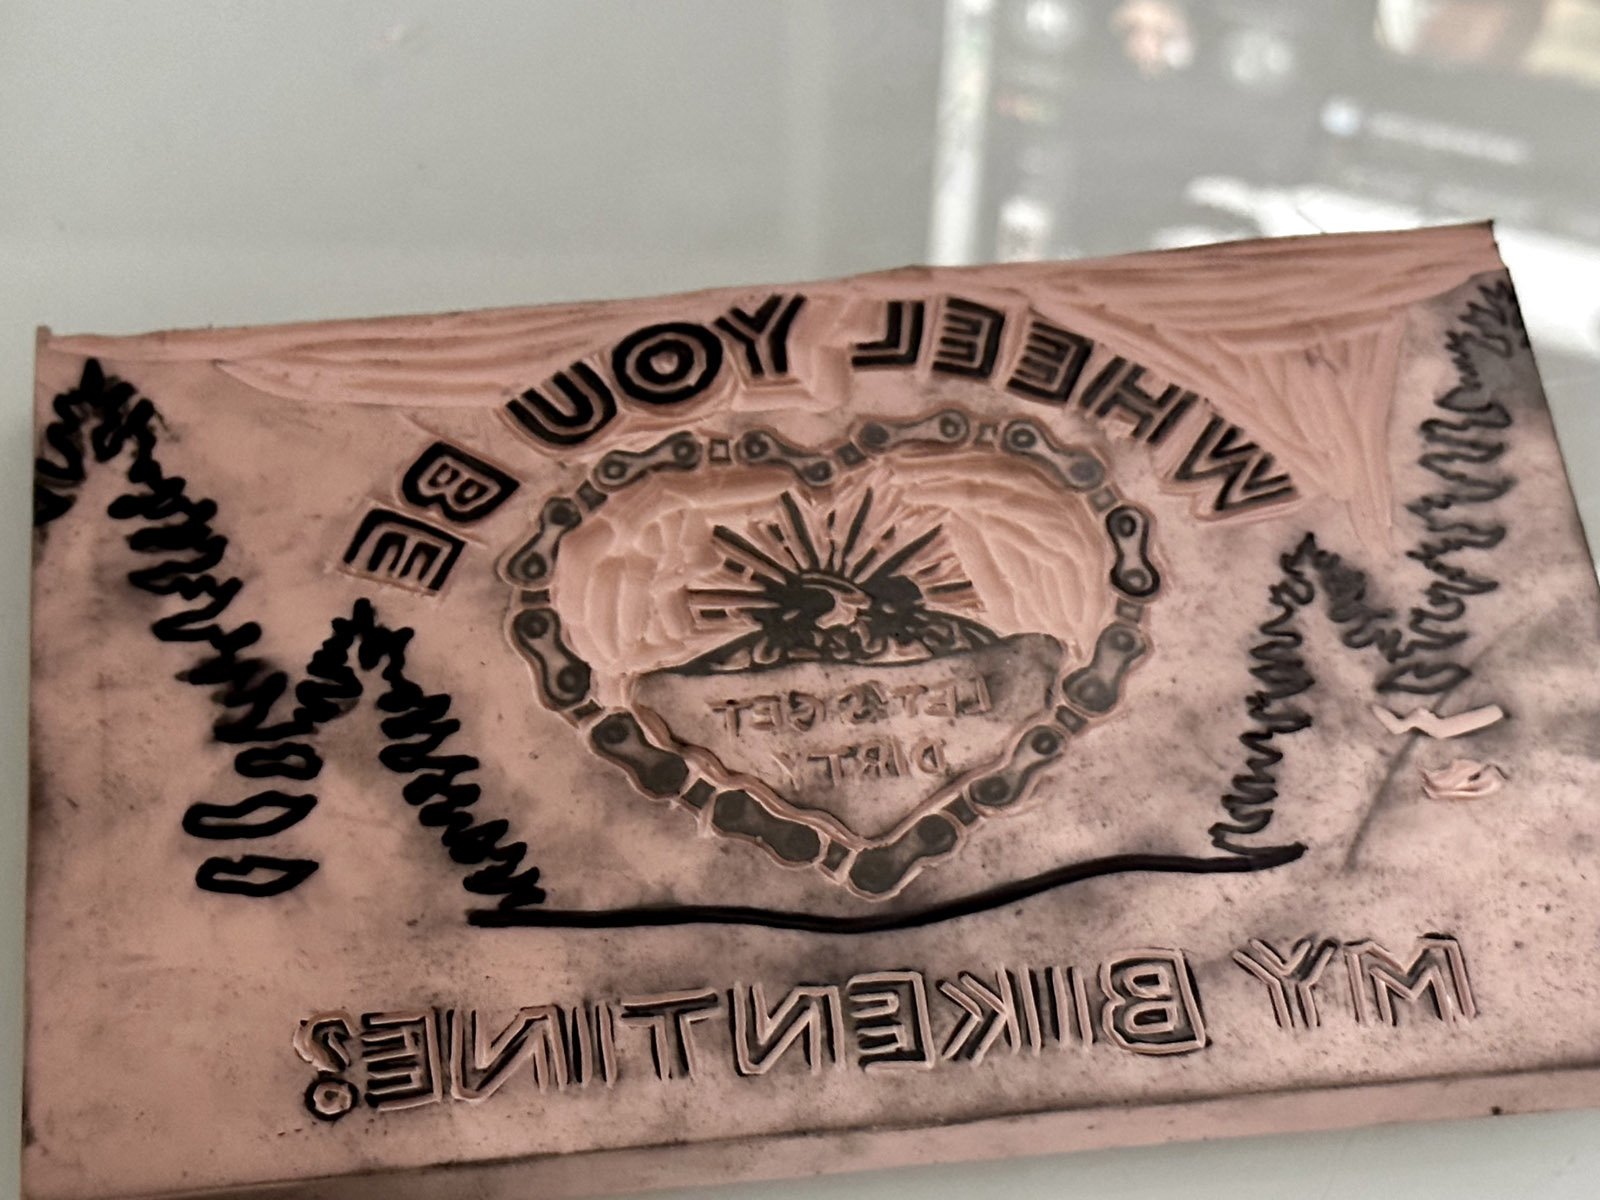 WHEEL YOU BE
LET'S GET
DIRTY
MY BIKENTINE?